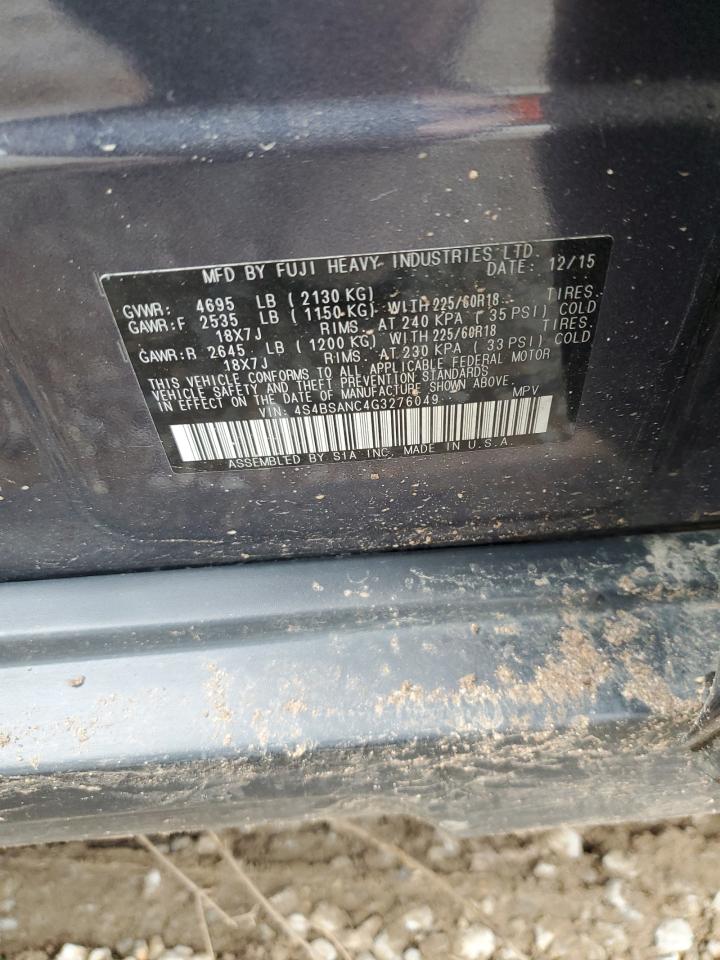 MFD BY FUJI HEAVY INDUSTRIES LTD.
DATE: 12/15
GVWR: 4695 LB (2130 KG)
GAWR:F 2535 LB (1150 KG) WITH 225/60R18 TIRES.
18X7J RIMS. AT 240 KPA (35 PSI) COLD
GAWR:R 2645 LB (1200 KG) WITH 225/60R18 TIRES.
18X7J RIMS. AT 230 KPA (33 PSI) COLD
THIS VEHICLE CONFORMS TO ALL APPLICABLE FEDERAL MOTOR
VEHICLE SAFETY AND THEFT PREVENTION STANDARDS
IN EFFECT ON THE DATE OF MANUFACTURE SHOWN ABOVE.
VIN: 4S4BSANC4G3276049 MPV
ASSEMBLED BY SIA INC. MADE IN U.S.A.